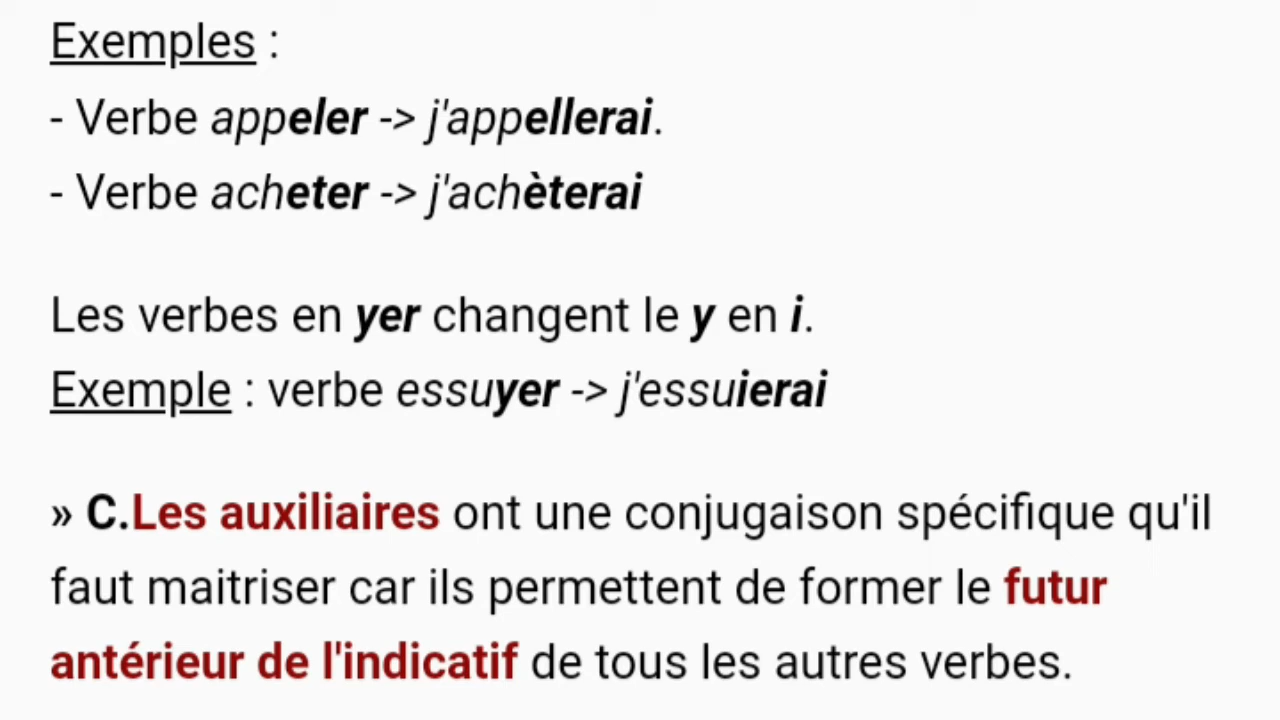 Exemples :
- Verbe appeler -> j'appellerai.
- Verbe acheter -> j'achèterai
Les verbes en yer changent le y en i.
Exemple : verbe essuyer -> j'essuierai
» C.Les auxiliaires ont une conjugaison spécifique qu'il
faut maitriser car ils permettent de former le futur
antérieur de l'indicatif de tous les autres verbes.